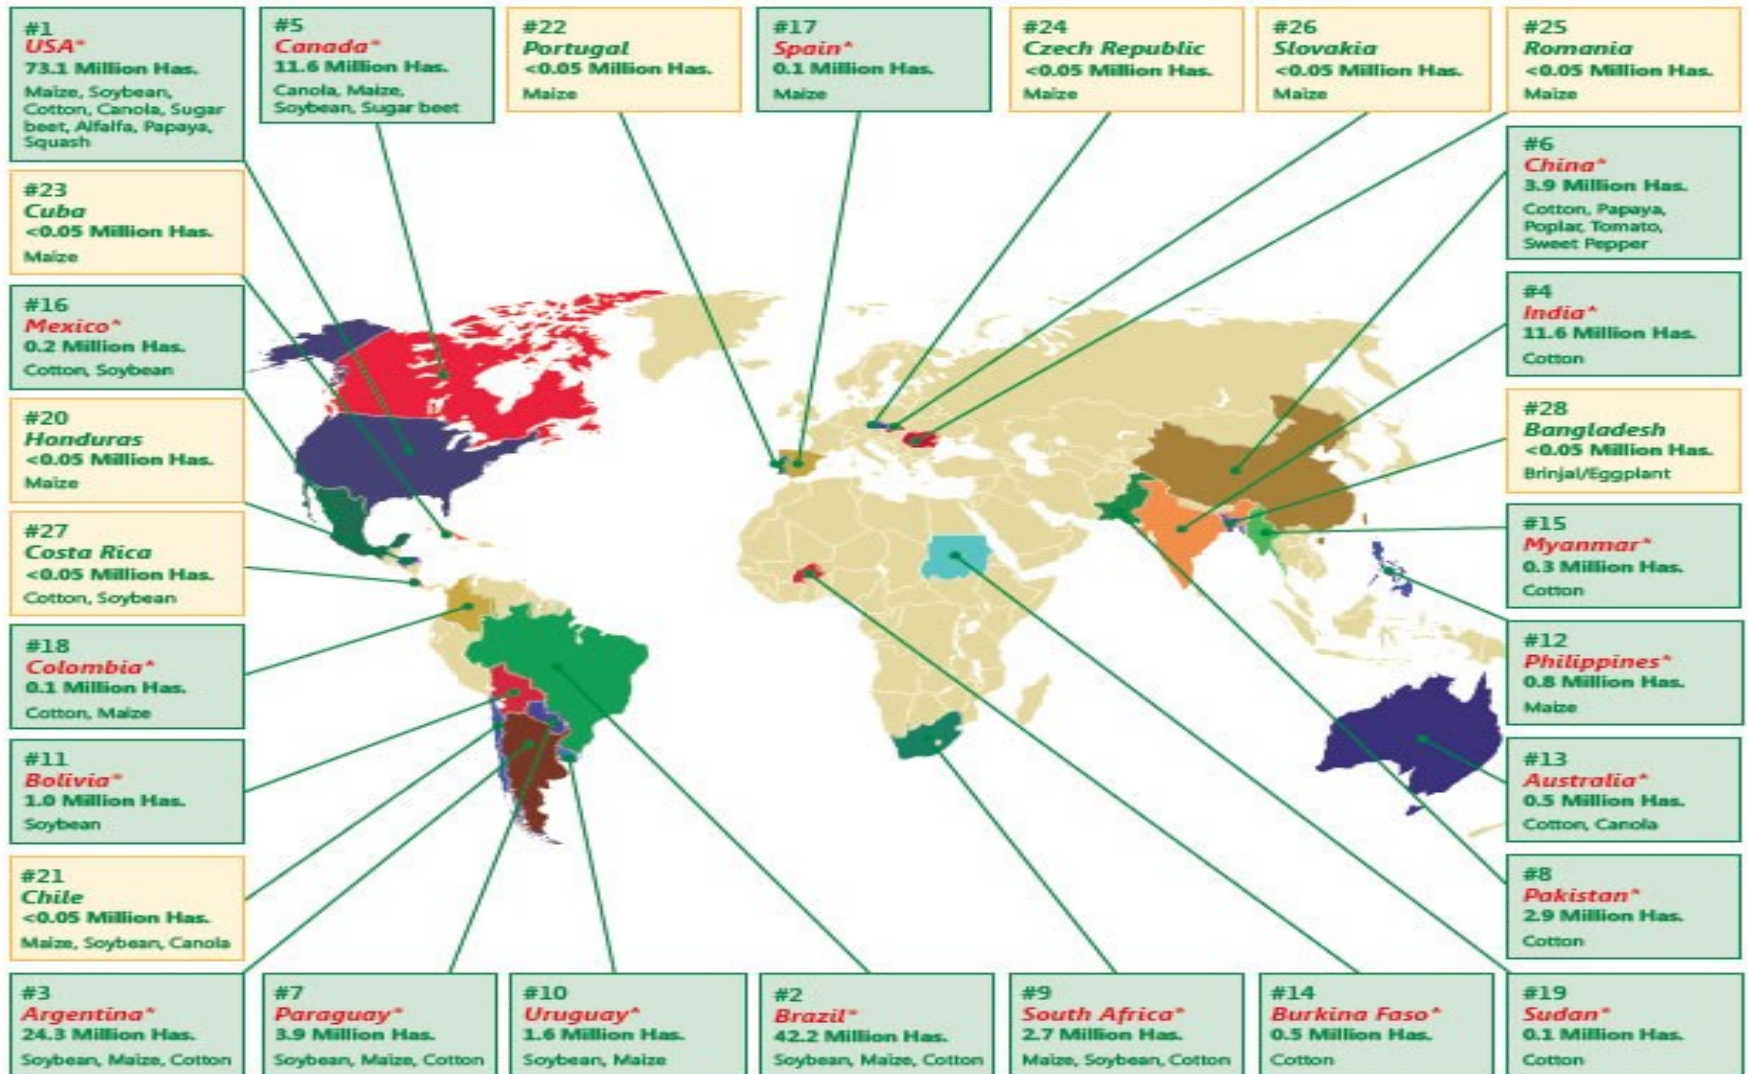 #1
USA*
73.1 Million Has.
Maize, Soybean,
Cotton, Canola, Sugar
beet, Alfalfa, Papaya,
Squash
#5
Canada*
11.6 Million Has.
Canola, Maize,
Soybean, Sugar beet
#22
Portugal
<0.05 Million Has.
Maize
#17
Spain*
0.1 Million Has.
Maize
#24
Czech Republic
<0.05 Million Has.
Maize
#26
Slovakia
<0.05 Million Has.
Maize
#25
Romania
<0.05 Million Has.
Maize
#23
Cuba
<0.05 Million Has.
Maize
#6
China*
3.9 Million Has.
Cotton, Papaya,
Poplar, Tomato,
Sweet Pepper
#16
Mexico*
0.2 Million Has.
Cotton, Soybean
#4
India*
11.6 Million Has.
Cotton
#20
Honduras
<0.05 Million Has.
Maize
#28
Bangladesh
<0.05 Million Has.
Brinjal/Eggplant
#27
Costa Rica
<0.05 Million Has.
Cotton, Soybean
#15
Myanmar*
0.3 Million Has.
Cotton
#18
Colombia*
0.1 Million Has.
Cotton, Maize
#12
Philippines*
0.8 Million Has.
Maize
#11
Bolivia*
1.0 Million Has.
Soybean
#13
Australia*
0.5 Million Has.
Cotton, Canola
#21
Chile
<0.05 Million Has.
Maize, Soybean, Canola
#8
Pakistan*
2.9 Million Has.
Cotton
#3
Argentina*
24.3 Million Has.
Soybean, Maize, Cotton
#7
Paraguay*
3.9 Million Has.
Soybean, Maize, Cotton
#10
Uruguay*
1.6 Million Has.
Soybean, Maize
#2
Brazil*
42.2 Million Has.
Soybean, Maize, Cotton
#9
South Africa*
2.7 Million Has.
Maize, Soybean, Cotton
#14
Burkina Faso*
0.5 Million Has.
Cotton
#19
Sudan*
0.1 Million Has.
Cotton